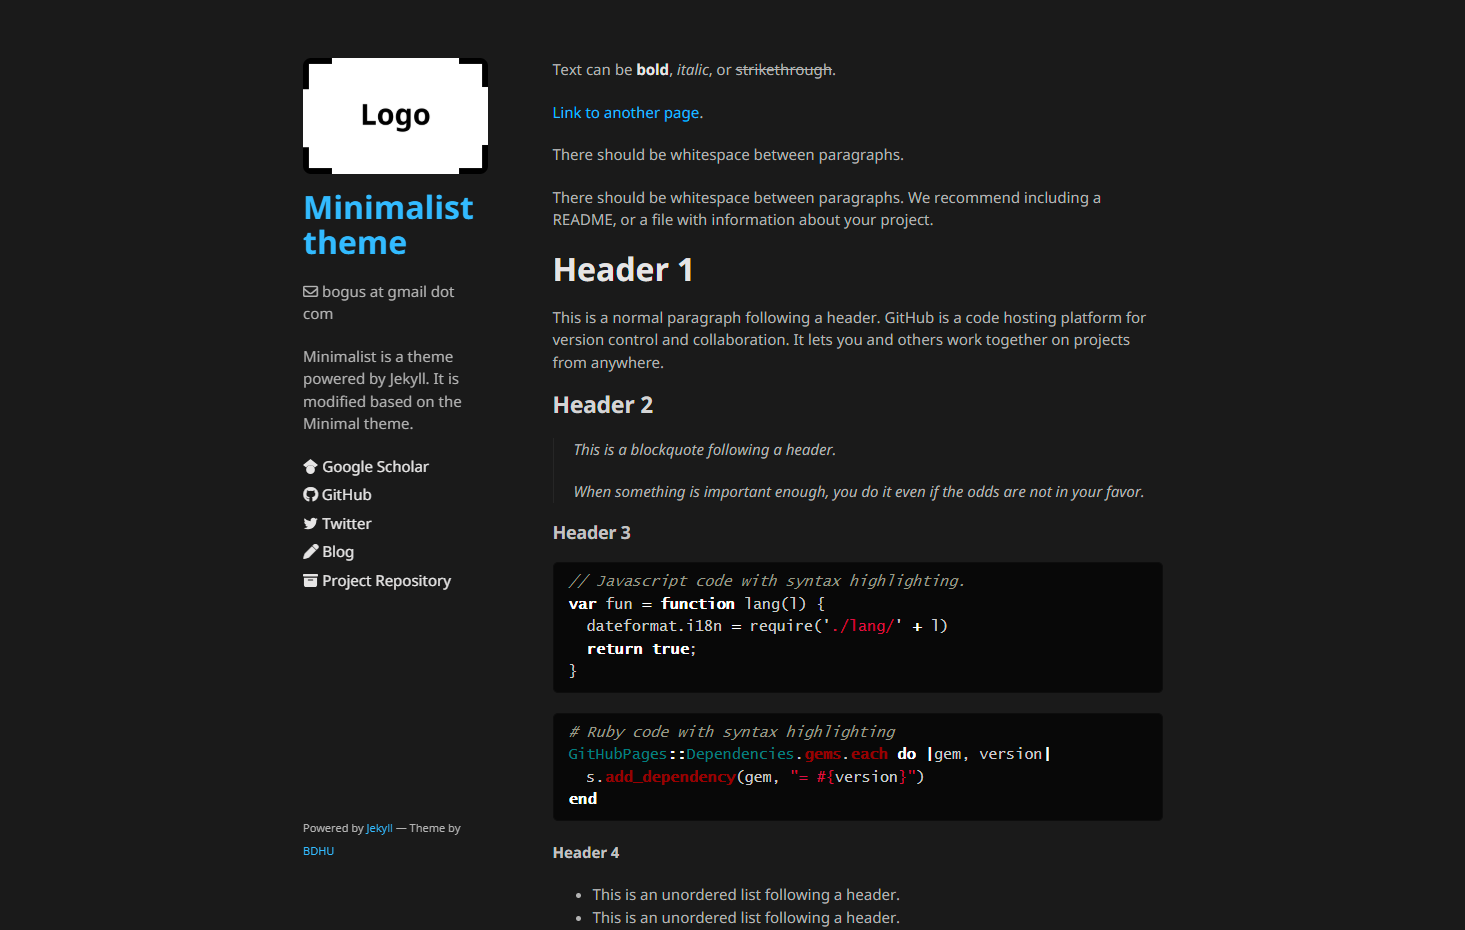 Logo
Minimalist
theme
bogus at gmail dot
com
Minimalist is a theme
powered by Jekyll. It is
modified based on the
Minimal theme.
Google Scholar
GitHub
Twitter
Blog
Project Repository
Powered by Jekyll — Theme by
BDHU
Text can be bold, italic, or strikethrough.
Link to another page.
There should be whitespace between paragraphs.
There should be whitespace between paragraphs. We recommend including a
README, or a file with information about your project.
Header 1
This is a normal paragraph following a header. GitHub is a code hosting platform for
version control and collaboration. It lets you and others work together on projects
from anywhere.
Header 2
This is a blockquote following a header.
When something is important enough, you do it even if the odds are not in your favor.
Header 3
// Javascript code with syntax highlighting.
var fun = function lang(l) {
  dateformat.i18n = require('./lang/' + l)
  return true;
}
# Ruby code with syntax highlighting
GitHubPages::Dependencies.gems.each do |gem, version|
  s.add_dependency(gem, "= #{version}")
end
Header 4
• This is an unordered list following a header.
• This is an unordered list following a header.